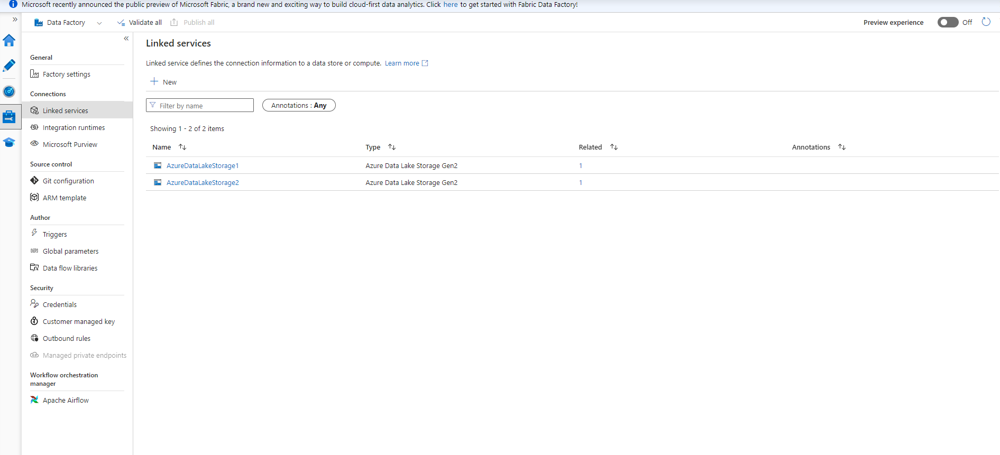 Microsoft recently announced the public preview of Microsoft Fabric, a brand new and exciting way to build cloud-first data analytics. Click here to get started with Fabric Data Factory!
Data Factory
Validate all
Publish all
Preview experience
Off
General
Factory settings
Connections
Linked services
Integration runtimes
Microsoft Purview
Source control
Git configuration
ARM template
Author
Triggers
Global parameters
Data flow libraries
Security
Credentials
Customer managed key
Outbound rules
Managed private endpoints
Workflow orchestration
manager
Apache Airflow
Linked services
Linked service defines the connection information to a data store or compute. Learn more
New
Filter by name
Annotations : Any
Showing 1 - 2 of 2 items
Name Type Related Annotations
AzureDataLakeStorage1 Azure Data Lake Storage Gen2 1
AzureDataLakeStorage2 Azure Data Lake Storage Gen2 1